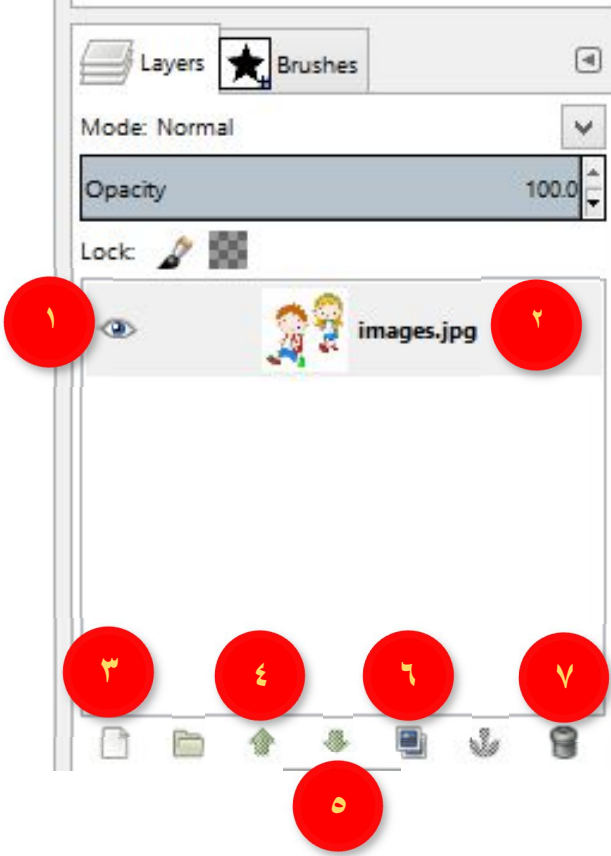 Layers Brushes
Mode: Normal
Opacity 100.0
Lock:
١ images.jpg ٢
٣ ٤ ٦ ٧
٥